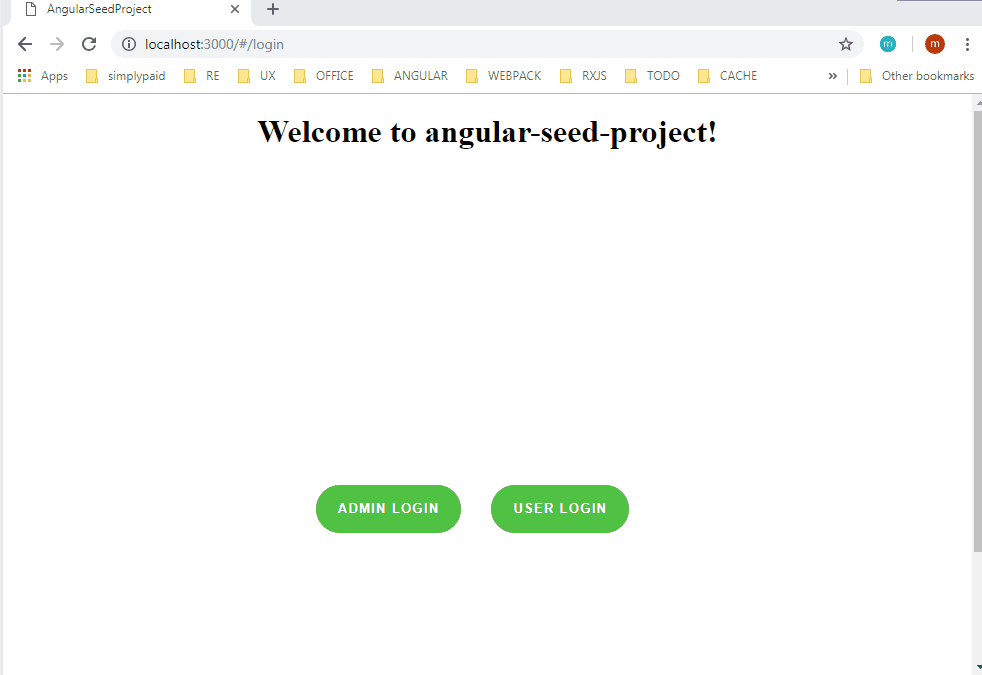 AngularSeedProject
localhost:3000/#/login
m
m
Apps simplypaid RE UX OFFICE ANGULAR WEBPACK RXJS TODO CACHE » Other bookmarks
Welcome to angular-seed-project!
ADMIN LOGIN USER LOGIN